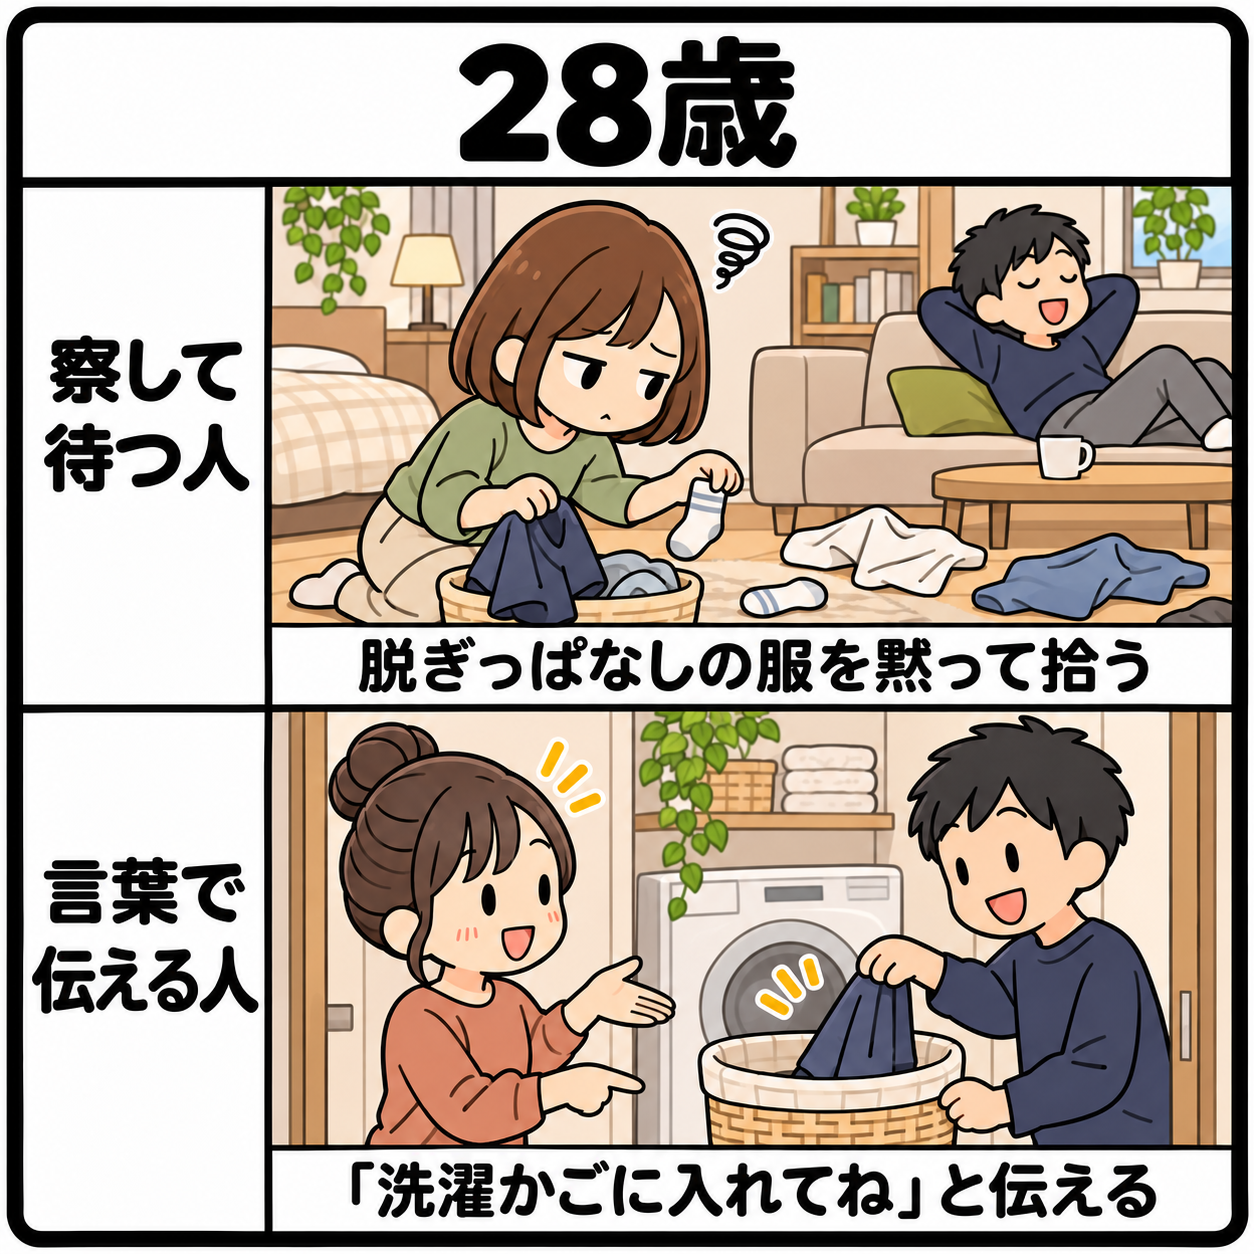 28歳
察して
待つ人
脱ぎっぱなしの服を黙って拾う
言葉で
伝える人
「洗濯かごに入れてね」と伝える